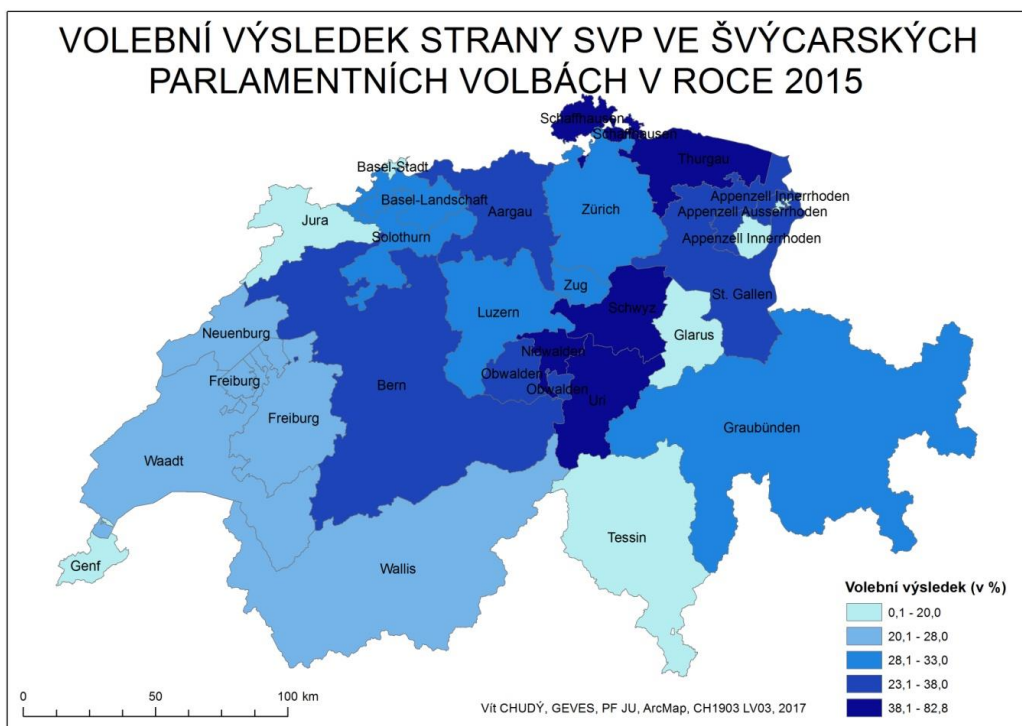 VOLEBNÍ VÝSLEDEK STRANY SVP VE ŠVÝCARSKÝCH
PARLAMENTNÍCH VOLBÁCH V ROCE 2015
Schaffhausen
Schaffhausen
Thurgau
Basel-Stadt
Basel-Landschaft
Aargau
Zürich
Appenzell Innerrhoden
Appenzell Ausserrhoden
Appenzell Innerrhoden
Jura
Solothurn
Zug
St. Gallen
Luzern
Schwyz
Neuenburg
Glarus
Nidwalden
Freiburg
Bern
Obwalden
Obwalden
Uri
Freiburg
Graubünden
Waadt
Tessin
Genf
Wallis
Volební výsledek (v %)
0,1 - 20,0
20,1 - 28,0
28,1 - 33,0
23,1 - 38,0
38,1 - 82,8
0 50 100 km
Vít CHUDÝ, GEVES, PF JU, ArcMap, CH1903 LV03, 2017